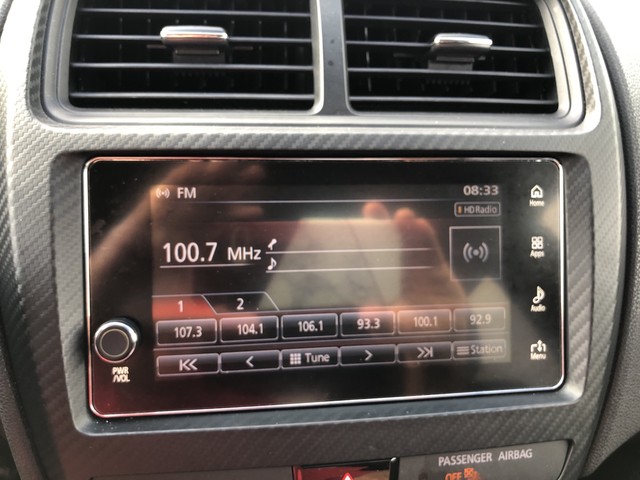 FM 08:33
HD Radio
Home
100.7 MHz
Apps
1 2
Audio
107.3 104.1 106.1 93.3 100.1 92.9
Tune Station
Menu
PWR
/VOL
PASSENGER AIRBAG
OFF